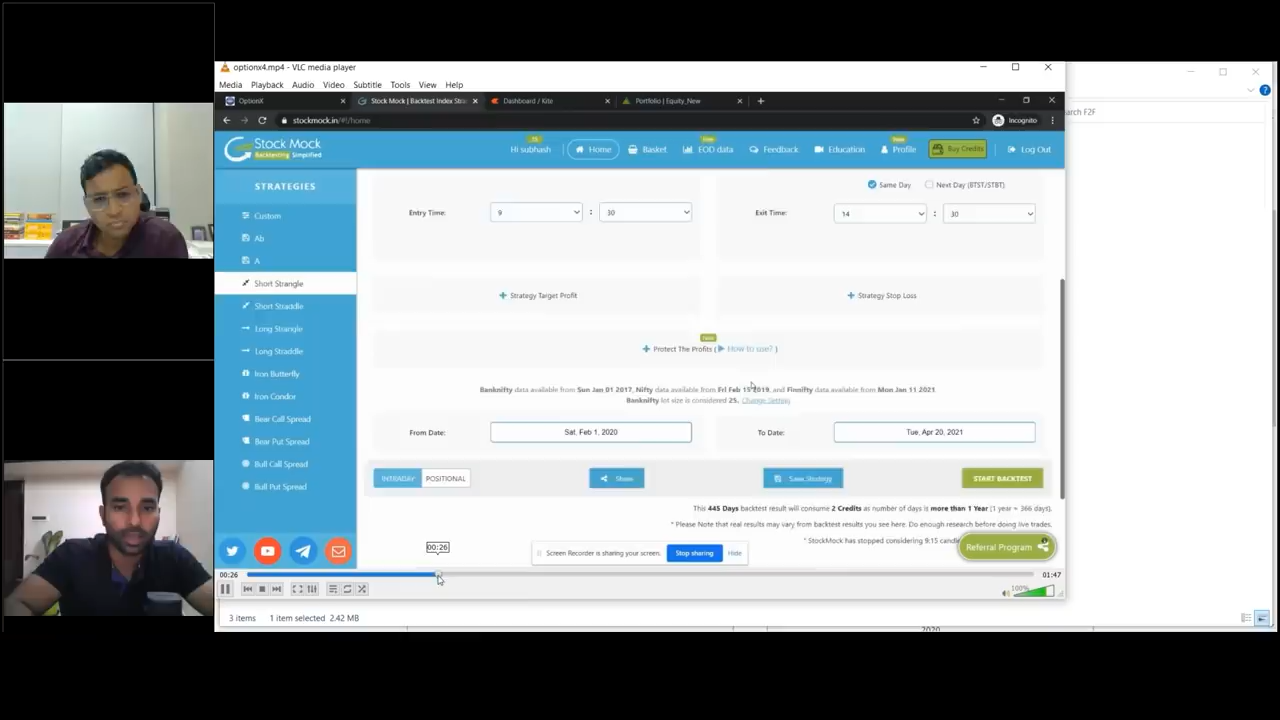 optionx4.mp4 - VLC media player
Media Playback Audio Video Subtitle Tools View Help
OptionX
Stock Mock | Backtest Index Stra
Dashboard / Kite
Portfolio | Equity_New
arch F2F
stockmock.in/#!/home
Incognito
Stock Mock
Backtesting Simplified
Hi subhash
Home
Basket
EOD data
Feedback
Education
New
Profile
Buy Credits
Log Out
STRATEGIES
Custom
Ab
A
Short Strangle
Short Straddle
Long Strangle
Long Straddle
Iron Butterfly
Iron Condor
Bear Call Spread
Bear Put Spread
Bull Call Spread
Bull Put Spread
Same Day
Next Day (BTST/STBT)
Entry Time: 9 : 30
Exit Time: 14 : 30
+ Strategy Target Profit
+ Strategy Stop Loss
+ Protect The Profits ( How to use? )
Banknifty data available from Sun Jan 01 2017, Nifty data available from Fri Feb 15 2019, and Finnifty data available from Mon Jan 11 2021
Banknifty lot size is considered 25. Change Setting
From Date: Sat, Feb 1, 2020
To Date: Tue, Apr 20, 2021
INTRADAY POSITIONAL
Share
Save Strategy
START BACKTEST
This 445 Days backtest result will consume 2 Credits as number of days is more than 1 Year (1 year = 366 days).
* Please Note that real results may vary from backtest results you see here. Do enough research before doing live trades.
* StockMock has stopped considering 9:15
Referral Program
00:26
Screen Recorder is sharing your screen.
Stop sharing
Hide
00:26
01:47
100%
3 items 1 item selected 2.42 MB
2020